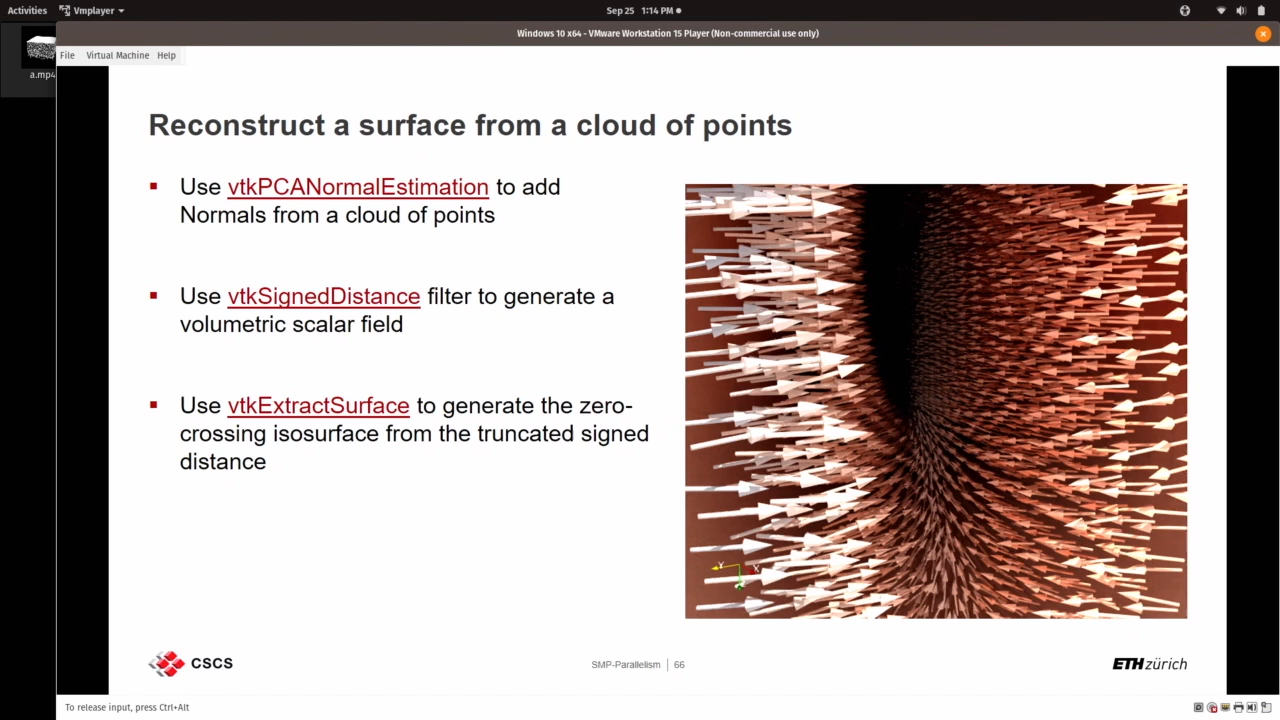 Activities
Vmplayer
Sep 25 1:14 PM
Windows 10 x64 - VMware Workstation 15 Player (Non-commercial use only)
File Virtual Machine Help
a.mp4
Reconstruct a surface from a cloud of points
Use vtkPCANormalEstimation to add
Normals from a cloud of points
Use vtkSignedDistance filter to generate a
volumetric scalar field
Use vtkExtractSurface to generate the zero-
crossing isosurface from the truncated signed
distance
Y
X
CSCS
SMP-Parallelism 66
ETH zürich
To release input, press Ctrl+Alt